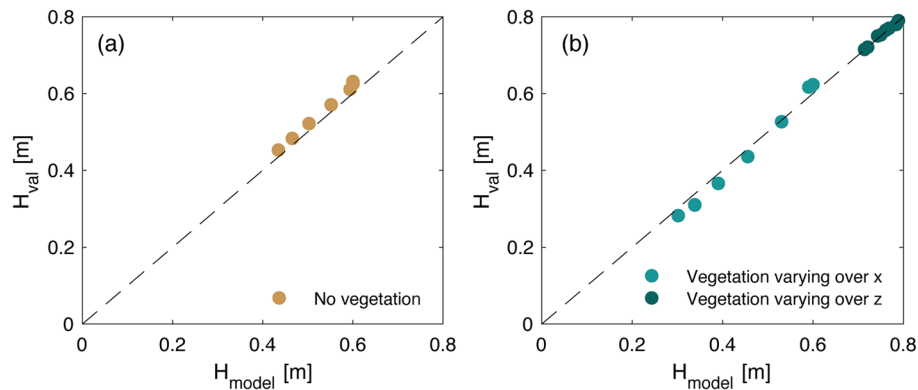 (a)
0.8
0.6
0.4
0.2
0
H_val [m]
No vegetation
0 0.2 0.4 0.6 0.8
H_model [m]
(b)
0.8
0.6
0.4
0.2
0
H_val [m]
Vegetation varying over x
Vegetation varying over z
0 0.2 0.4 0.6 0.8
H_model [m]